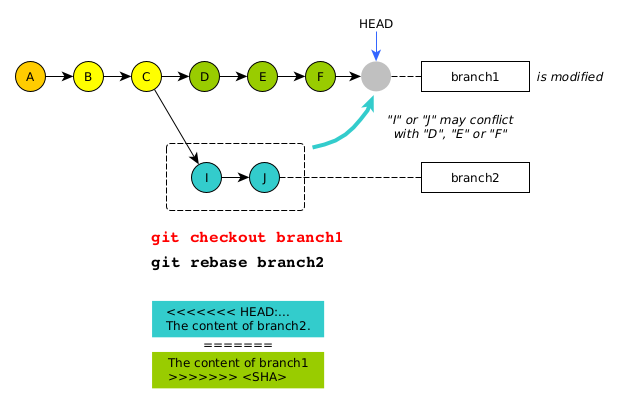 HEAD
A
B
C
D
E
F
branch1
is modified
"I" or "J" may conflict
with "D", "E" or "F"
I
J
branch2
git checkout branch1
git rebase branch2
<<<<<<< HEAD:...
The content of branch2.
=======
The content of branch1
>>>>>>> <SHA>